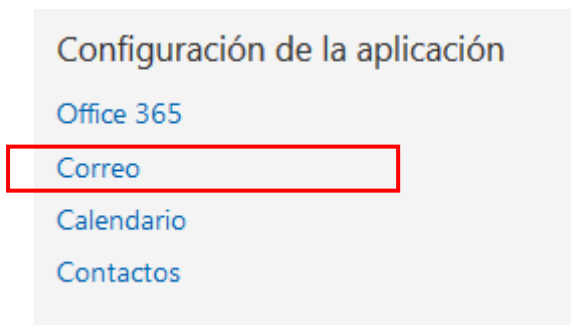 Configuración de la aplicación
Office 365
Correo
Calendario
Contactos